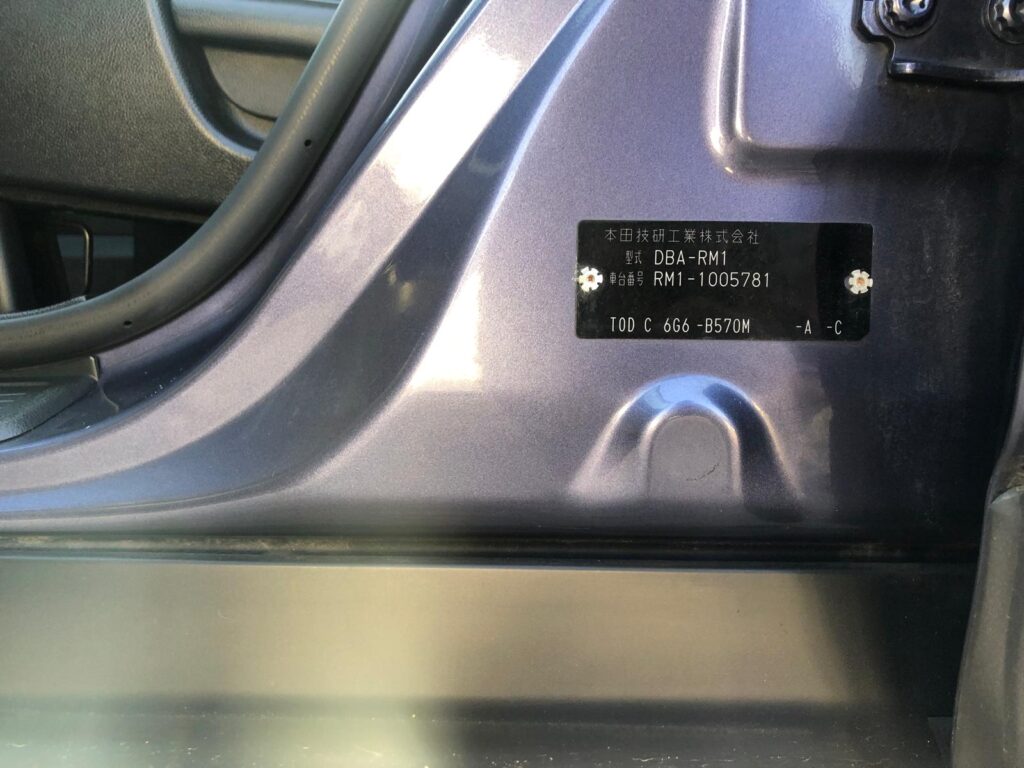 本田技研工業株式会社
型式 DBA-RM1
車台番号 RM1-1005781
TOD C 6G6 -B570M -A -C